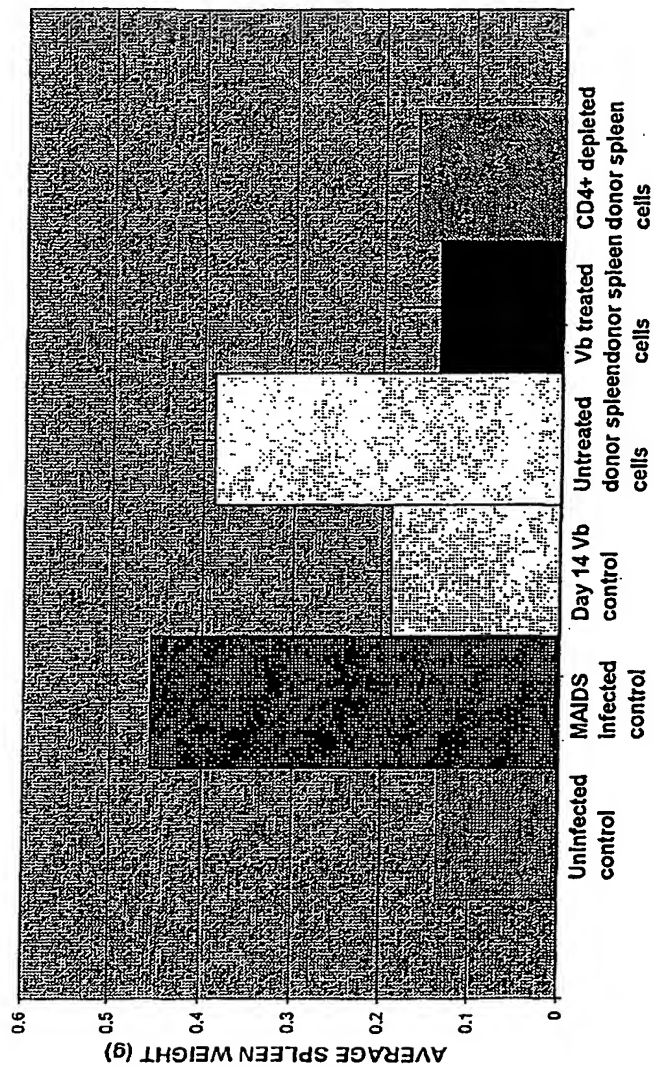 AVERAGE SPLEEN WEIGHT (g)
0.6
0.5
0.4
0.3
0.2
0.1
0
Uninfected
control
MAIDS
Infected
control
Day 14 Vb
control
Untreated
donor spleen
cells
Vb treated
donor spleen
cells
CD4+ depleted
donor spleen
cells